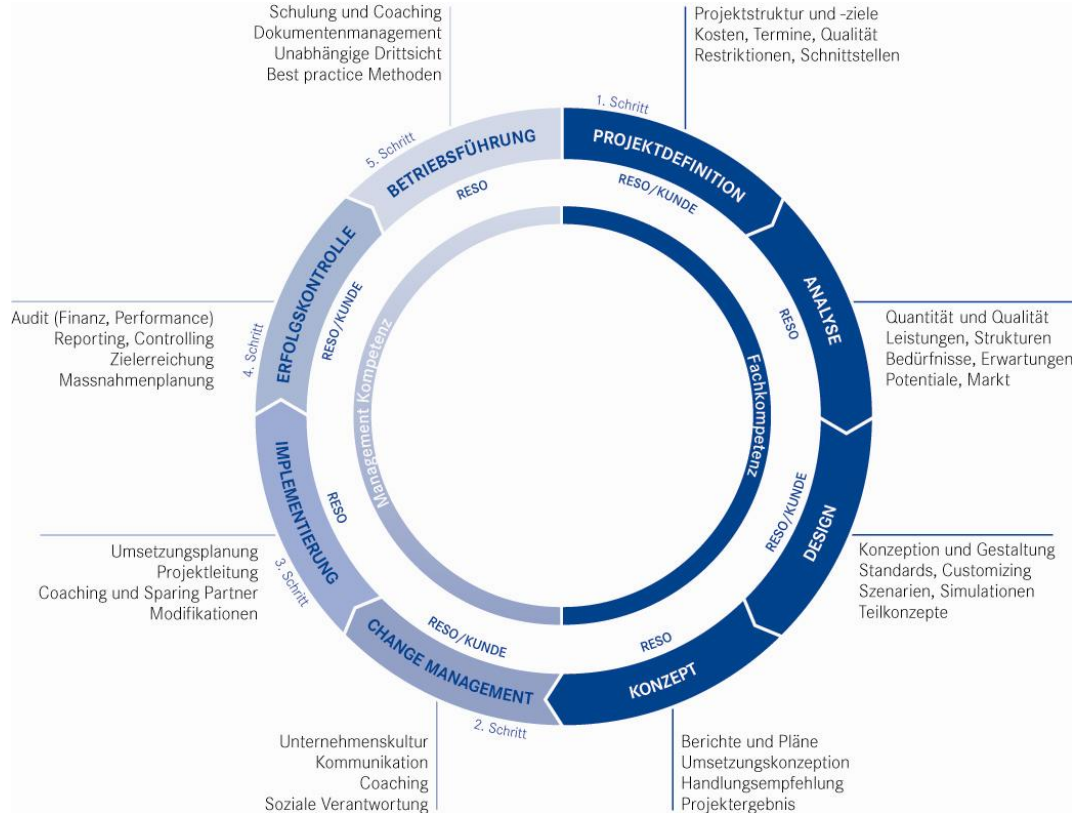 Schulung und Coaching
Dokumentenmanagement
Unabhängige Drittsicht
Best practice Methoden
Projektstruktur und -ziele
Kosten, Termine, Qualität
Restriktionen, Schnittstellen
1. Schritt
PROJEKTDEFINITION
RESO/KUNDE
ANALYSE
RESO
Quantität und Qualität
Leistungen, Strukturen
Bedürfnisse, Erwartungen
Potentiale, Markt
DESIGN
RESO/KUNDE
Konzeption und Gestaltung
Standards, Customizing
Szenarien, Simulationen
Teilkonzepte
KONZEPT
RESO
Berichte und Pläne
Umsetzungskonzeption
Handlungsempfehlung
Projektergebnis
2. Schritt
CHANGE MANAGEMENT
RESO/KUNDE
Unternehmenskultur
Kommunikation
Coaching
Soziale Verantwortung
3. Schritt
IMPLEMENTIERUNG
RESO
Umsetzungsplanung
Projektleitung
Coaching und Sparing Partner
Modifikationen
4. Schritt
ERFOLGSKONTROLLE
RESO/KUNDE
Audit (Finanz, Performance)
Reporting, Controlling
Zielerreichung
Massnahmenplanung
5. Schritt
BETRIEBSFÜHRUNG
RESO
Management Kompetenz
Fachkompetenz